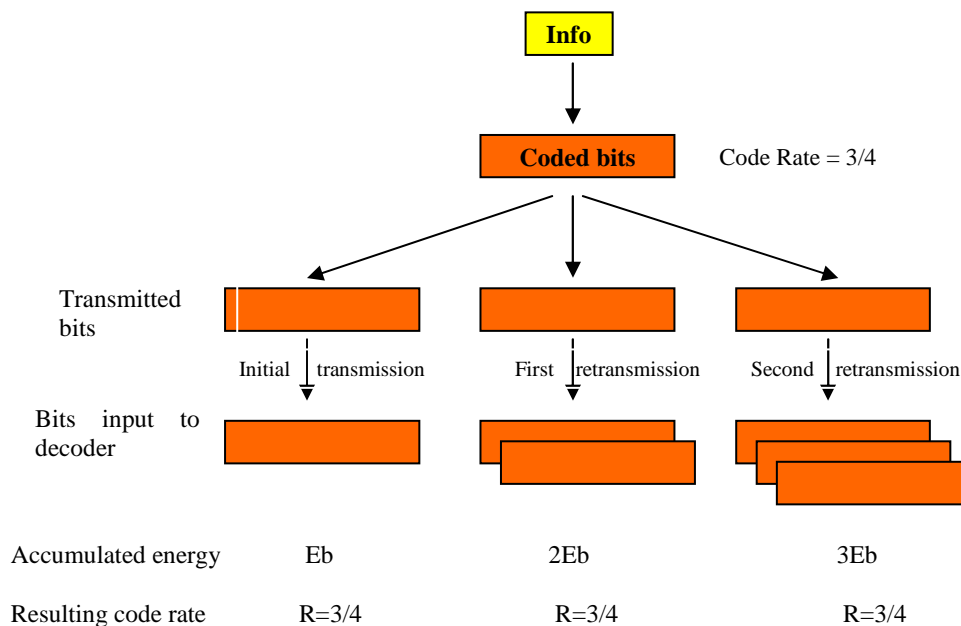 Info
Coded bits
Code Rate = 3/4
Transmitted
bits
Initial transmission
First retransmission
Second retransmission
Bits input to
decoder
Accumulated energy Eb 2Eb 3Eb
Resulting code rate R=3/4 R=3/4 R=3/4